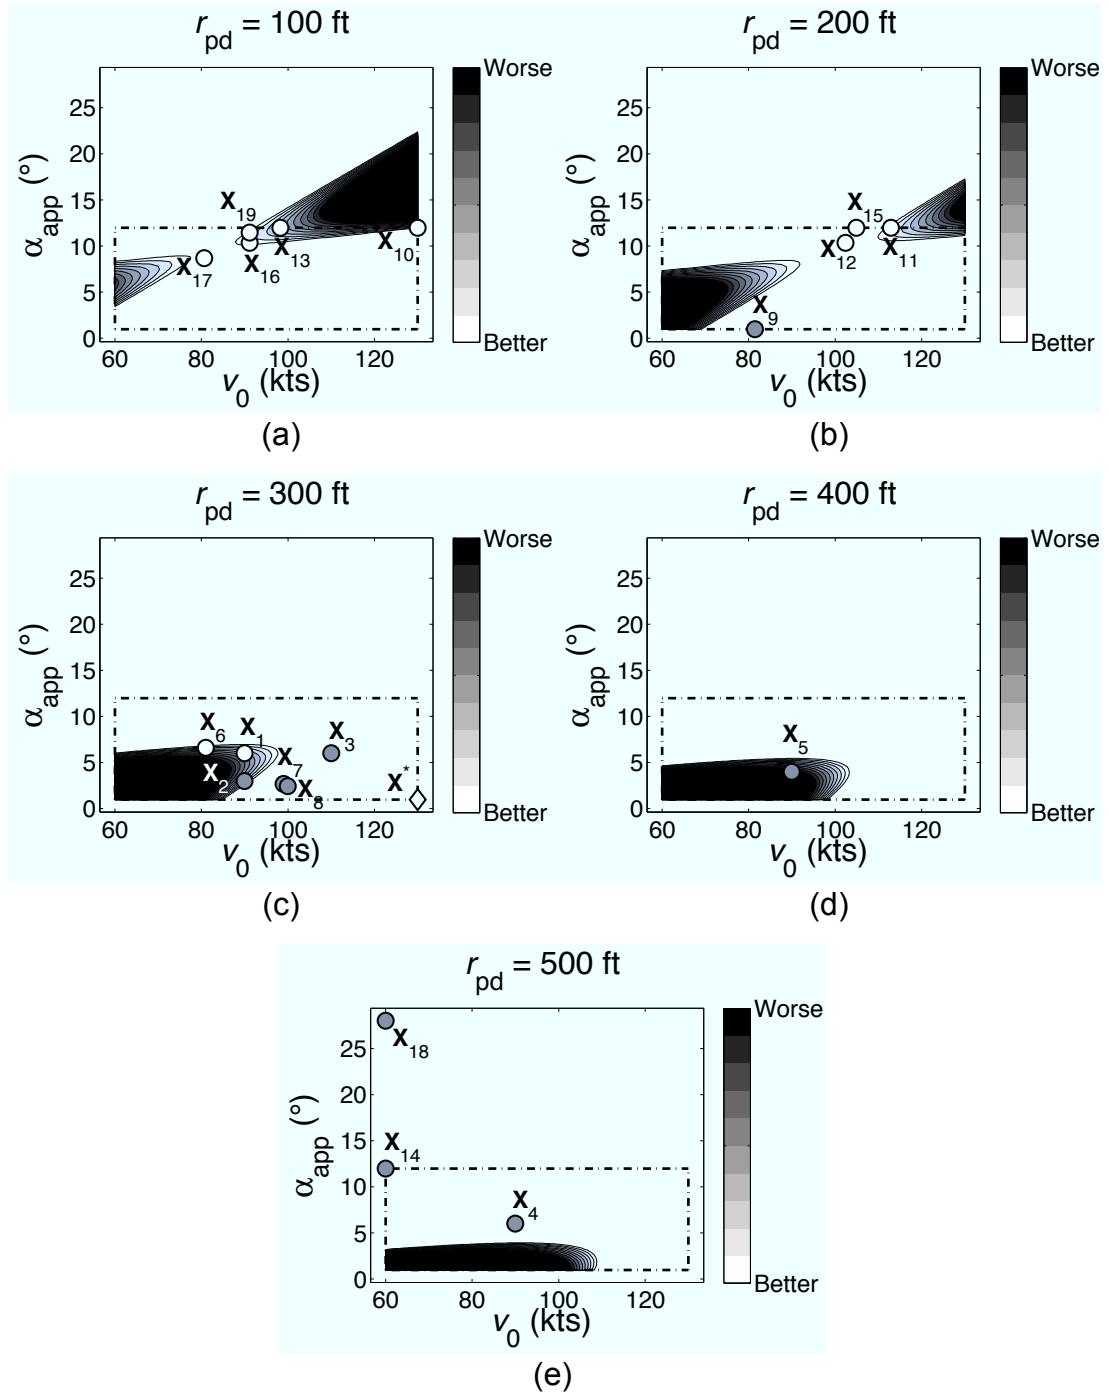 r_pd = 100 ft
r_pd = 200 ft
Worse
Worse
25
20
15
10
5
0
α_app (°)
X_19
X_17
X_16
X_13
X_10
60 80 100 120
v_0 (kts)
Better
25
20
15
10
5
0
α_app (°)
X_15
X_12
X_11
X_9
60 80 100 120
v_0 (kts)
Better
(a)
(b)
r_pd = 300 ft
r_pd = 400 ft
Worse
Worse
25
20
15
10
5
0
α_app (°)
X_6
X_1
X_3
X_2
X_7
X_8
X*
60 80 100 120
v_0 (kts)
Better
25
20
15
10
5
0
α_app (°)
X_5
60 80 100 120
v_0 (kts)
Better
(c)
(d)
r_pd = 500 ft
Worse
25
20
15
10
5
0
α_app (°)
X_18
X_14
X_4
60 80 100 120
v_0 (kts)
Better
(e)